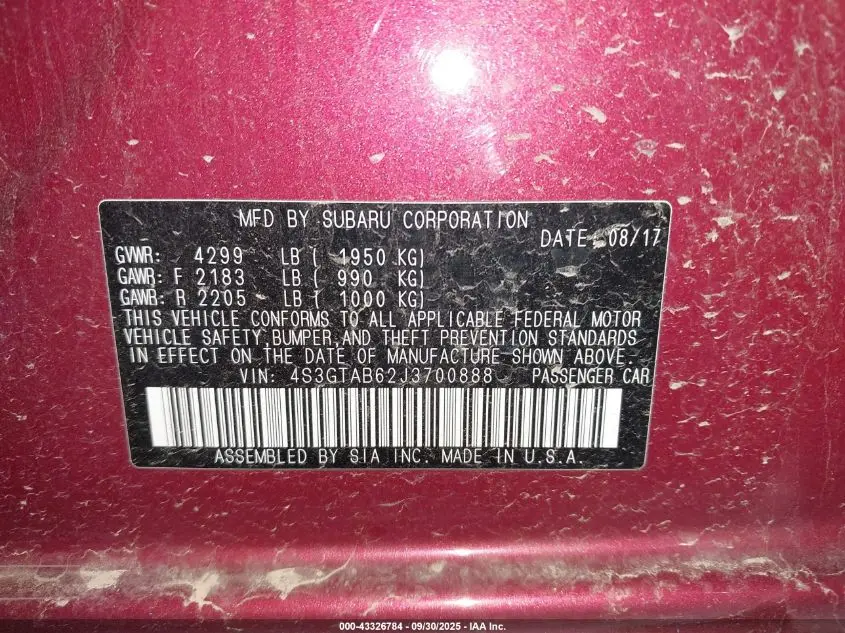 MFD BY SUBARU CORPORATION
DATE 08/17
GVWR: 4299 LB ( 1950 KG)
GAWR: F 2183 LB ( 990 KG)
GAWR: R 2205 LB ( 1000 KG)
THIS VEHICLE CONFORMS TO ALL APPLICABLE FEDERAL MOTOR
VEHICLE SAFETY,BUMPER,AND THEFT PREVENTION STANDARDS
IN EFFECT ON THE DATE OF MANUFACTURE SHOWN ABOVE.
VIN: 4S3GTAB62J3700888 PASSENGER CAR
ASSEMBLED BY SIA INC. MADE IN U.S.A.
000-43326784 - 09/30/2025 - IAA Inc.